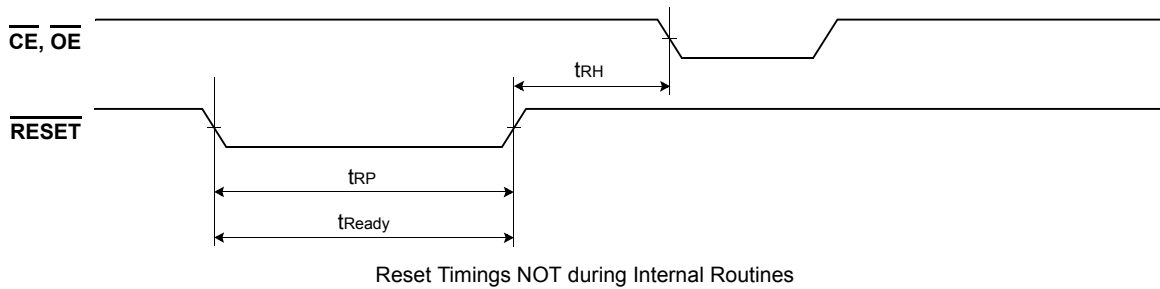 CE, OE
tRH
RESET
tRP
tReady
Reset Timings NOT during Internal Routines